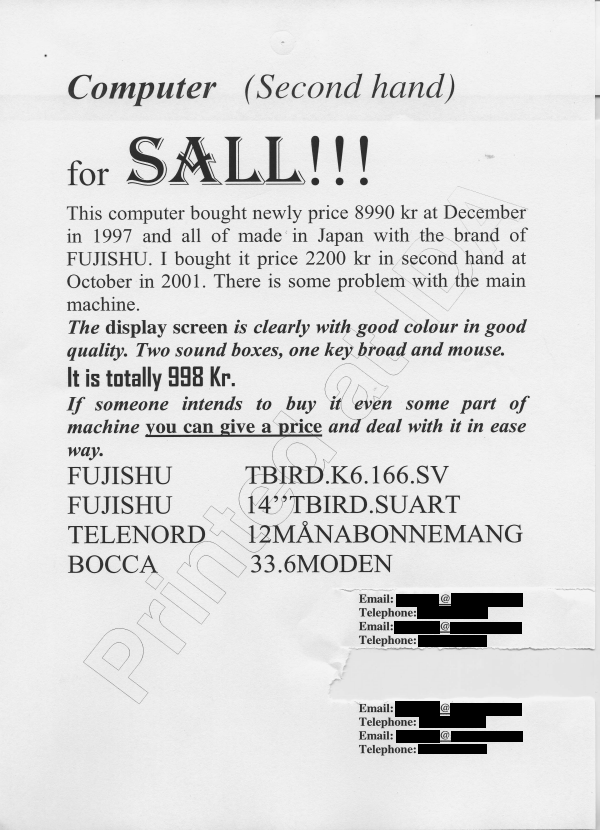 Computer (Second hand)
for SALL!!!
This computer bought newly price 8990 kr at December
in 1997 and all of made in Japan with the brand of
FUJISHU. I bought it price 2200 kr in second hand at
October in 2001. There is some problem with the main
machine.
The display screen is clearly with good colour in good
quality. Two sound boxes, one key broad and mouse.
It is totally 998 Kr.
If someone intends to buy it even some part of
machine you can give a price and deal with it in ease
way.
FUJISHU TBIRD.K6.166.SV
FUJISHU 14’’TBIRD.SUART
TELENORD 12MÅNABONNEMANG
BOCCA 33.6MODEN
Printed at IDA
Email: @
Telephone:
Email: @
Telephone:
Email: @
Telephone:
Email: @
Telephone: